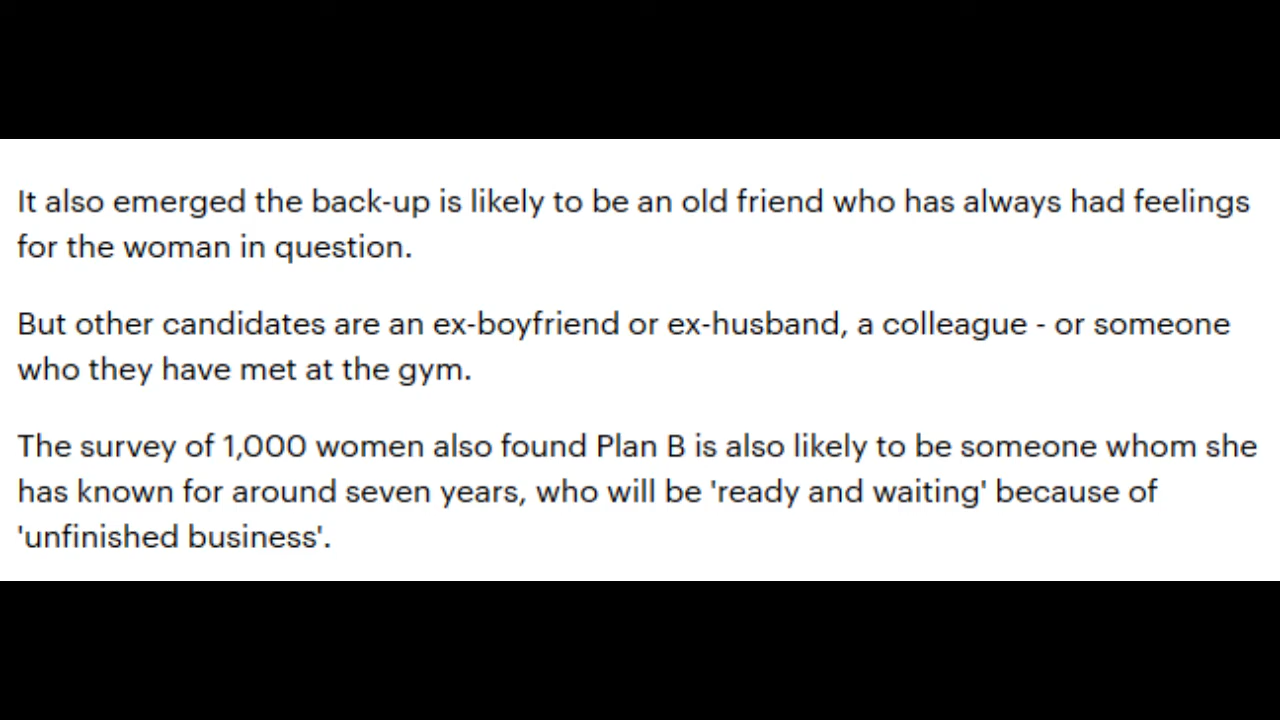 It also emerged the back-up is likely to be an old friend who has always had feelings
for the woman in question.
But other candidates are an ex-boyfriend or ex-husband, a colleague - or someone
who they have met at the gym.
The survey of 1,000 women also found Plan B is also likely to be someone whom she
has known for around seven years, who will be 'ready and waiting' because of
'unfinished business'.